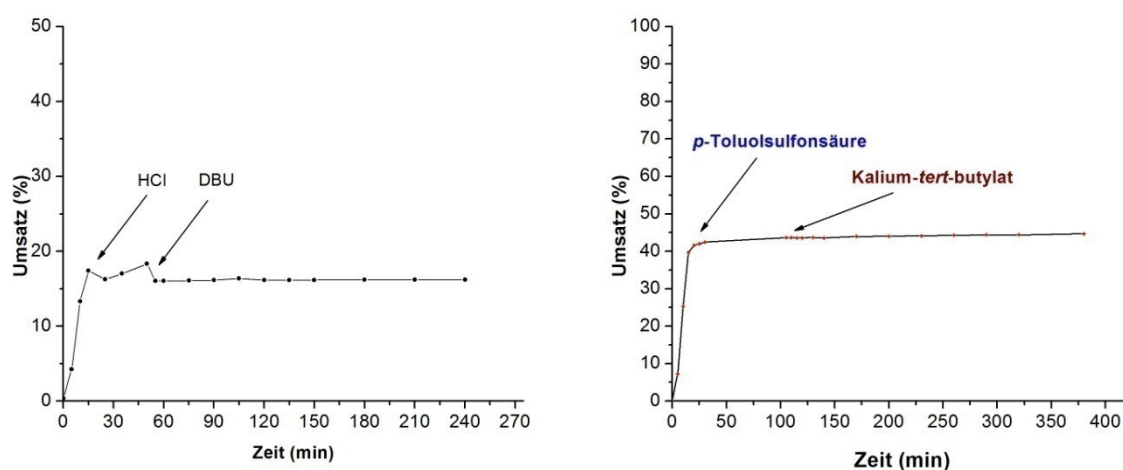 50
40
30
20
10
0
Umsatz (%)
HCl
DBU
0 30 60 90 120 150 180 210 240 270
Zeit (min)
100
90
80
70
60
50
40
30
20
10
0
Umsatz (%)
p-Toluolsulfonsäure
Kalium-tert-butylat
0 50 100 150 200 250 300 350 400
Zeit (min)